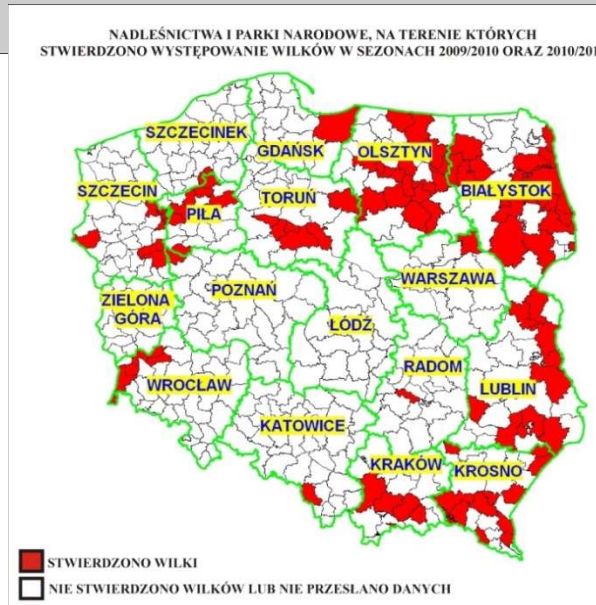 NADLEŚNICTWA I PARKI NARODOWE, NA TERENIE KTÓRYCH
STWIERDZONO WYSTĘPOWANIE WILKÓW W SEZONACH 2009/2010 ORAZ 2010/201
SZCZECINEK
GDAŃSK
OLSZTYN
SZCZECIN
PIŁA
TORUŃ
BIAŁYSTOK
ZIELONA
GÓRA
POZNAŃ
WARSZAWA
ŁÓDŹ
WROCŁAW
RADOM
LUBLIN
KATOWICE
KRAKÓW
KROSNO
STWIERDZONO WILKI
NIE STWIERDZONO WILKÓW LUB NIE PRZESŁANO DANYCH